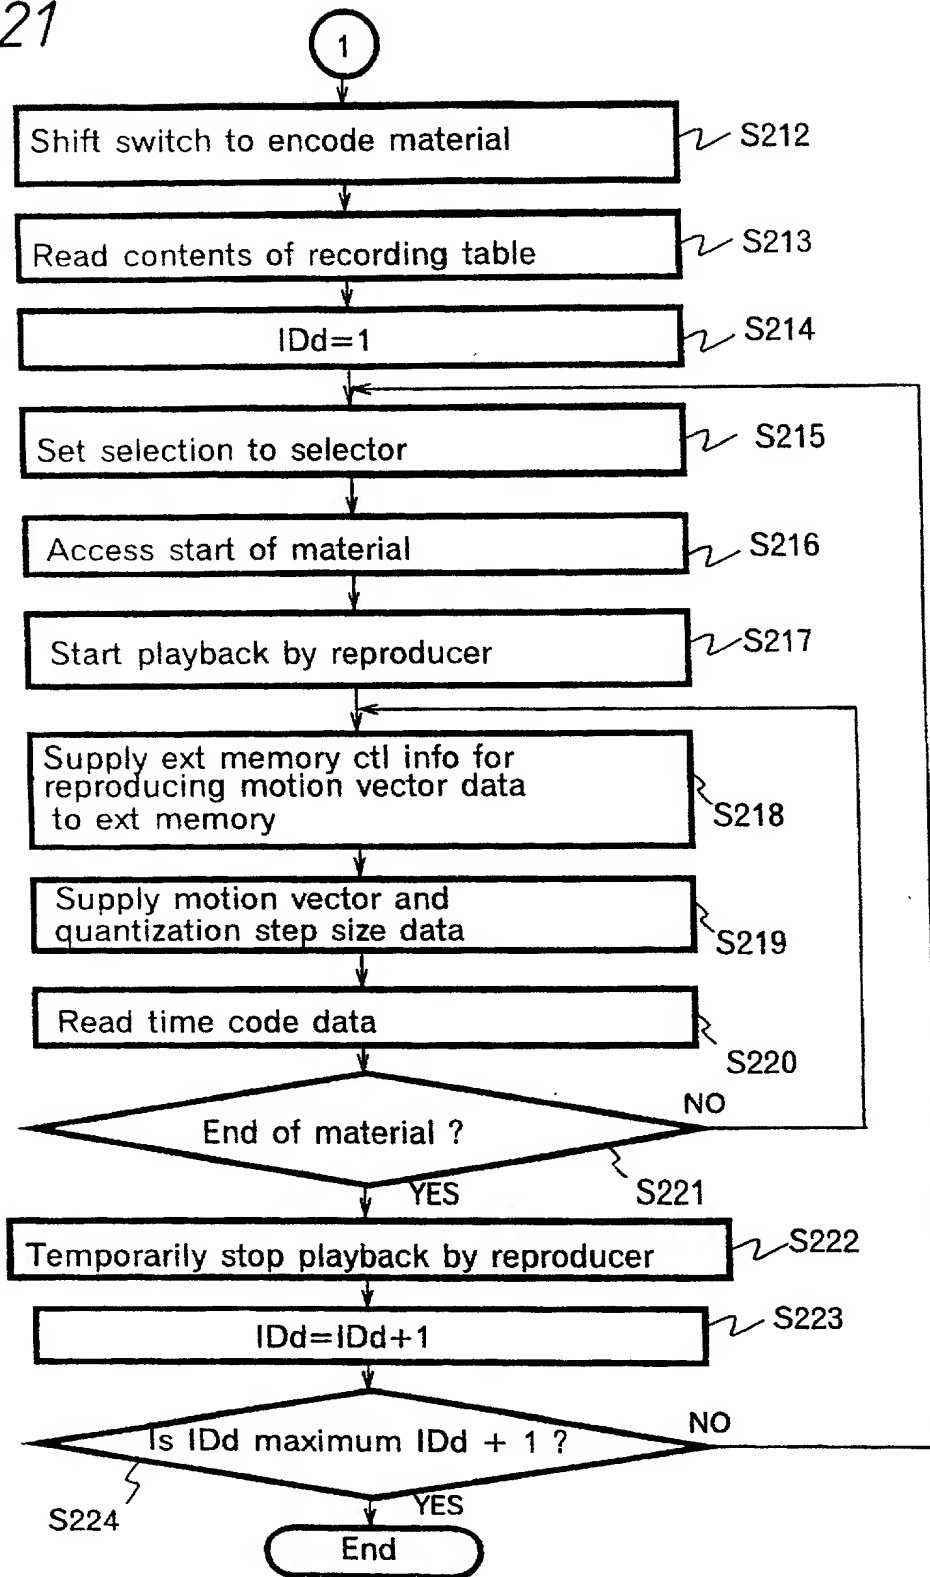 21
1
Shift switch to encode material
S212
Read contents of recording table
S213
IDd=1
S214
Set selection to selector
S215
Access start of material
S216
Start playback by reproducer
S217
Supply ext memory ctl info for
reproducing motion vector data
to ext memory
S218
Supply motion vector and
quantization step size data
S219
Read time code data
S220
End of material ?
NO
S221
YES
Temporarily stop playback by reproducer
S222
IDd=IDd+1
S223
Is IDd maximum IDd + 1 ?
NO
S224
YES
End